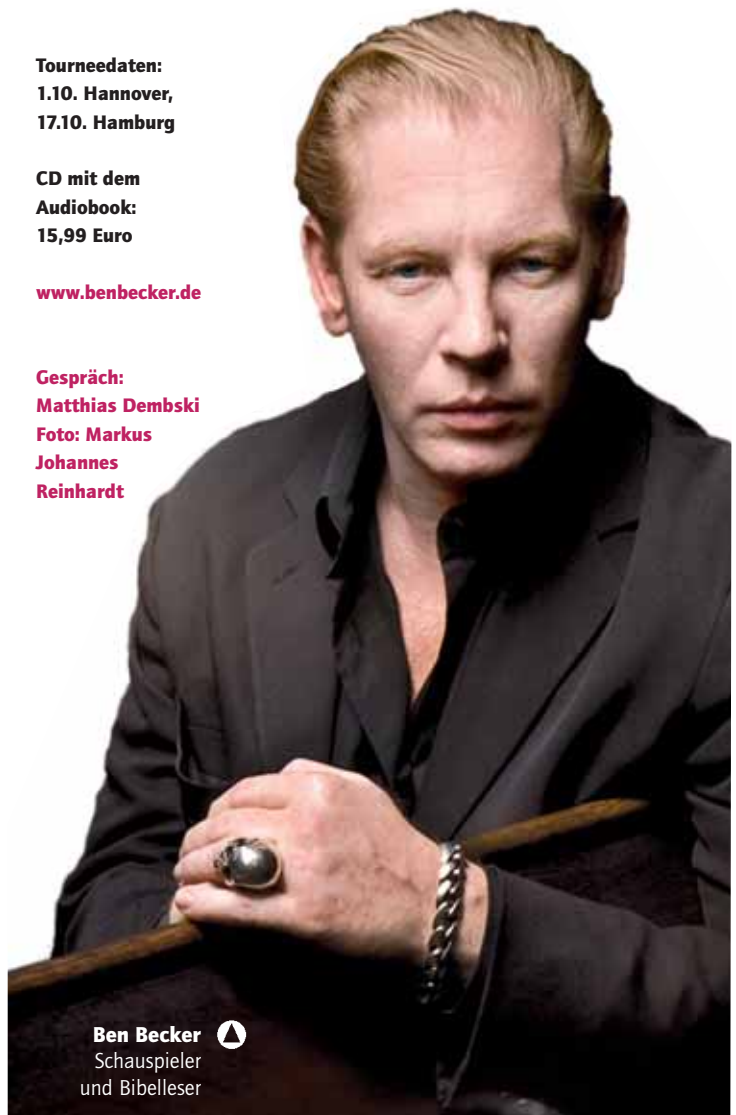 Tourneedaten:
1.10. Hannover,
17.10. Hamburg
CD mit dem
Audiobook:
15,99 Euro
www.benbecker.de
Gespräch:
Matthias Dembski
Foto: Markus
Johannes
Reinhardt
Ben Becker
Schauspieler
und Bibelleser